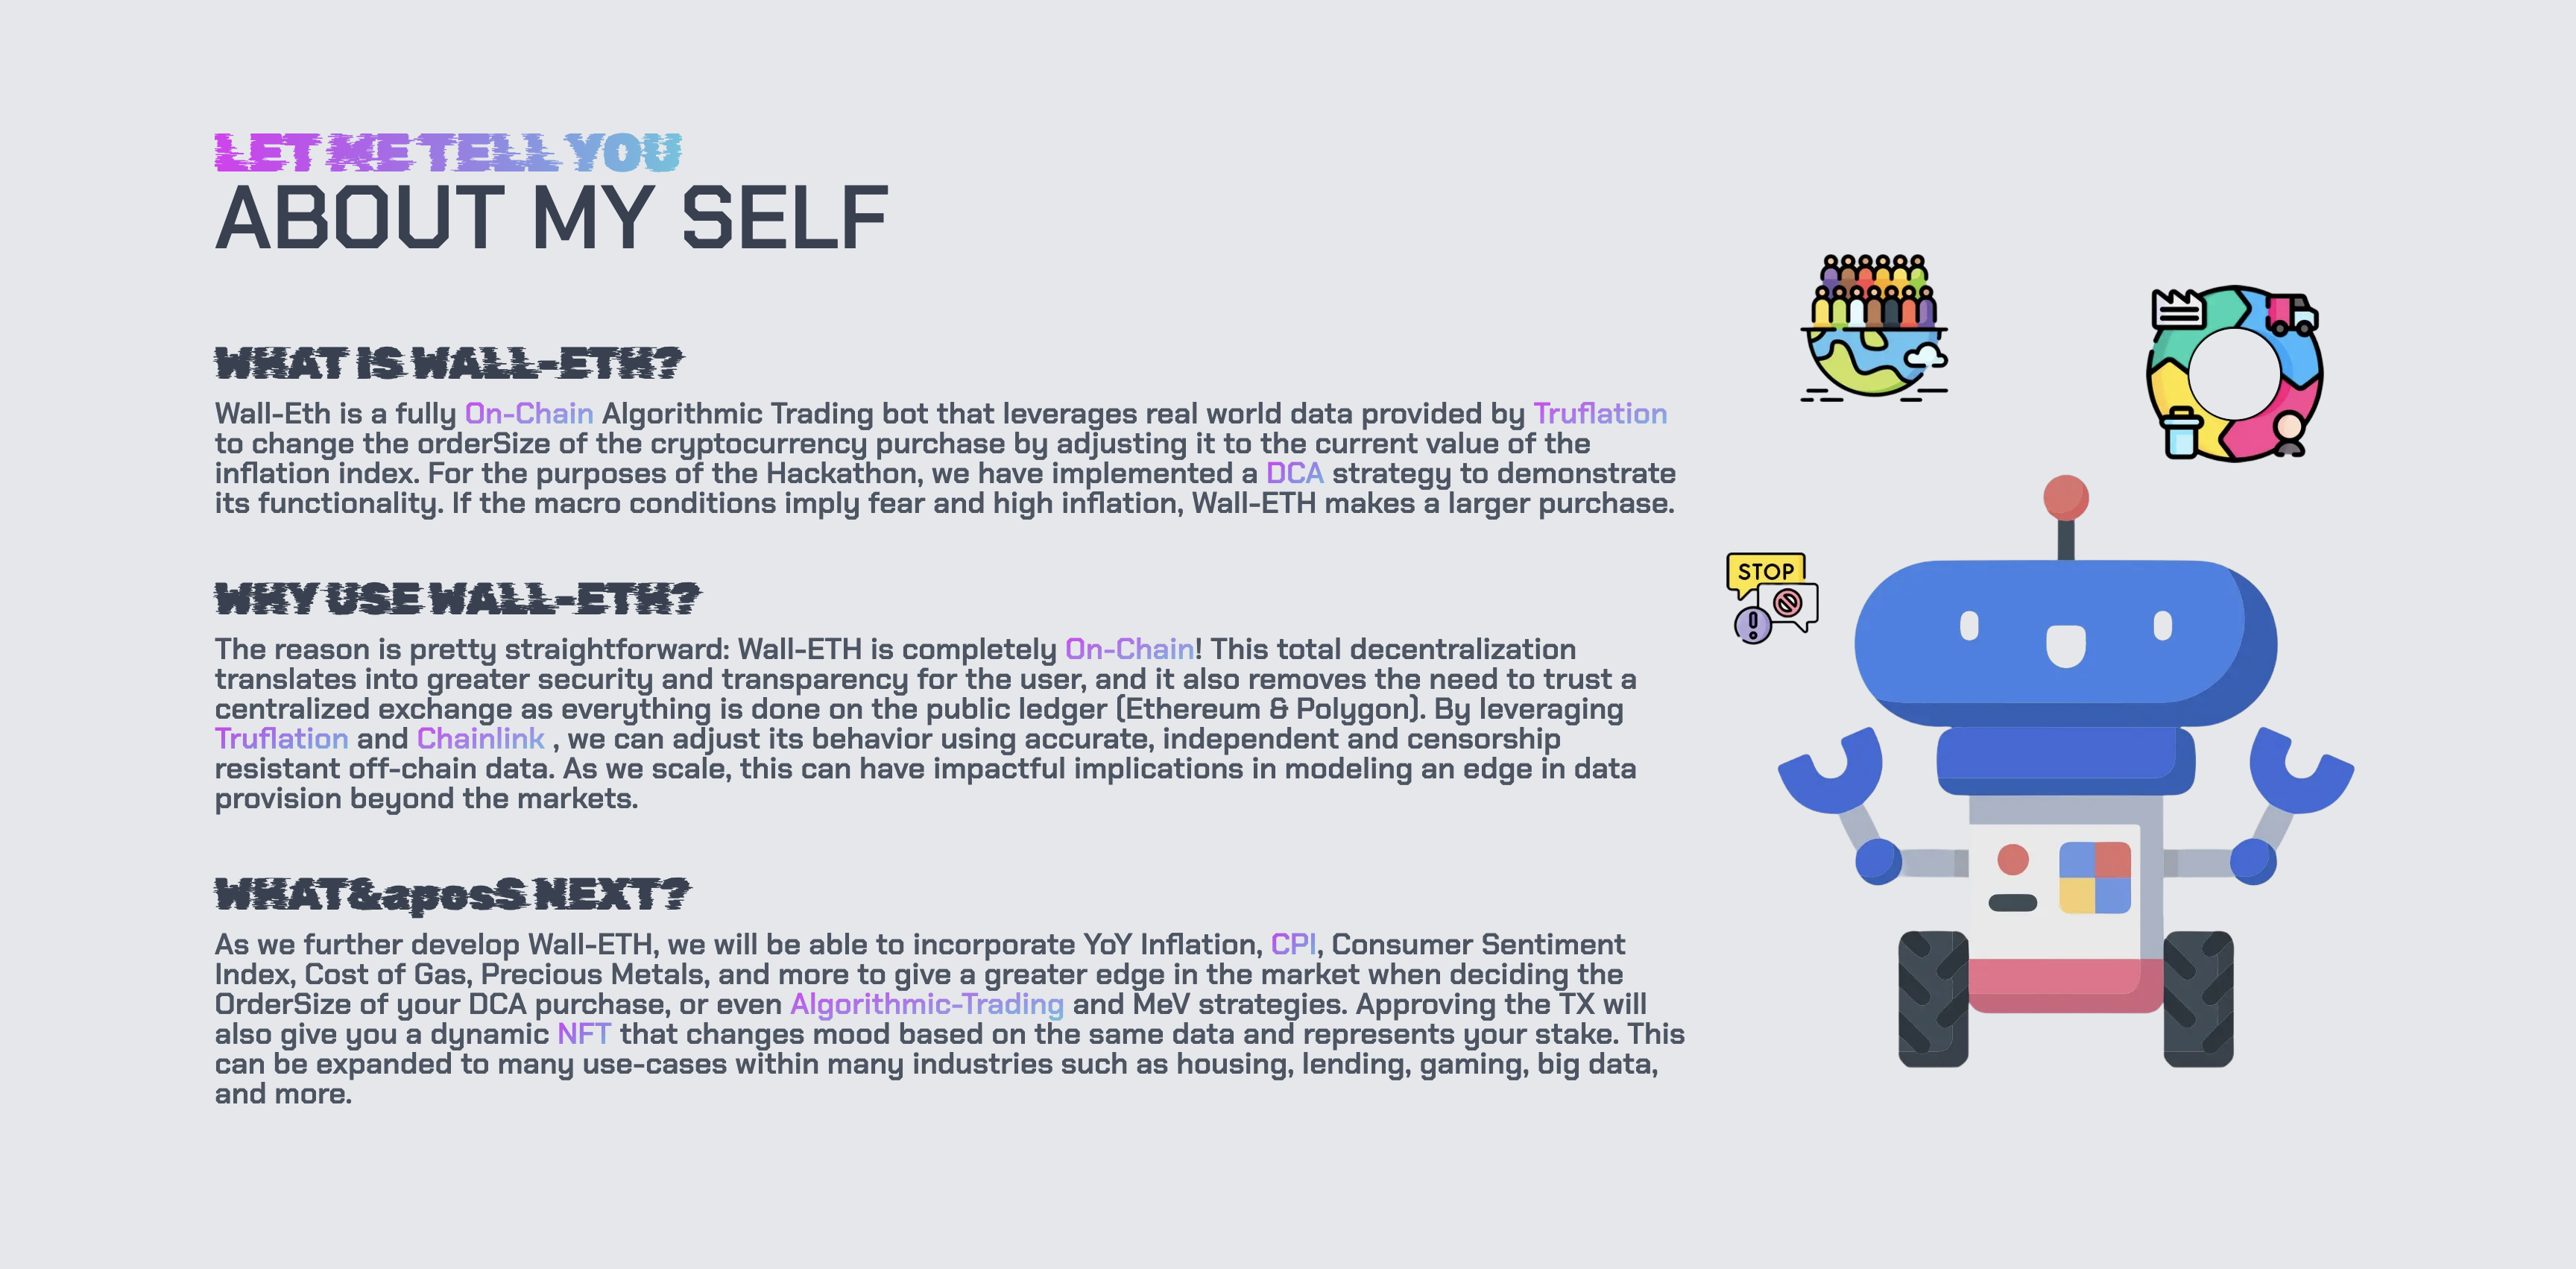 LET ME TELL YOU
ABOUT MY SELF
WHAT IS WALL-ETH?
Wall-Eth is a fully On-Chain Algorithmic Trading bot that leverages real world data provided by Truflation
to change the orderSize of the cryptocurrency purchase by adjusting it to the current value of the
inflation index. For the purposes of the Hackathon, we have implemented a DCA strategy to demonstrate
its functionality. If the macro conditions imply fear and high inflation, Wall-ETH makes a larger purchase.
WHY USE WALL-ETH?
The reason is pretty straightforward: Wall-ETH is completely On-Chain! This total decentralization
translates into greater security and transparency for the user, and it also removes the need to trust a
centralized exchange as everything is done on the public ledger (Ethereum & Polygon). By leveraging
Truflation and Chainlink , we can adjust its behavior using accurate, independent and censorship
resistant off-chain data. As we scale, this can have impactful implications in modeling an edge in data
provision beyond the markets.
WHAT&aposS NEXT?
As we further develop Wall-ETH, we will be able to incorporate YoY Inflation, CPI, Consumer Sentiment
Index, Cost of Gas, Precious Metals, and more to give a greater edge in the market when deciding the
OrderSize of your DCA purchase, or even Algorithmic-Trading and MeV strategies. Approving the TX will
also give you a dynamic NFT that changes mood based on the same data and represents your stake. This
can be expanded to many use-cases within many industries such as housing, lending, gaming, big data,
and more.
STOP